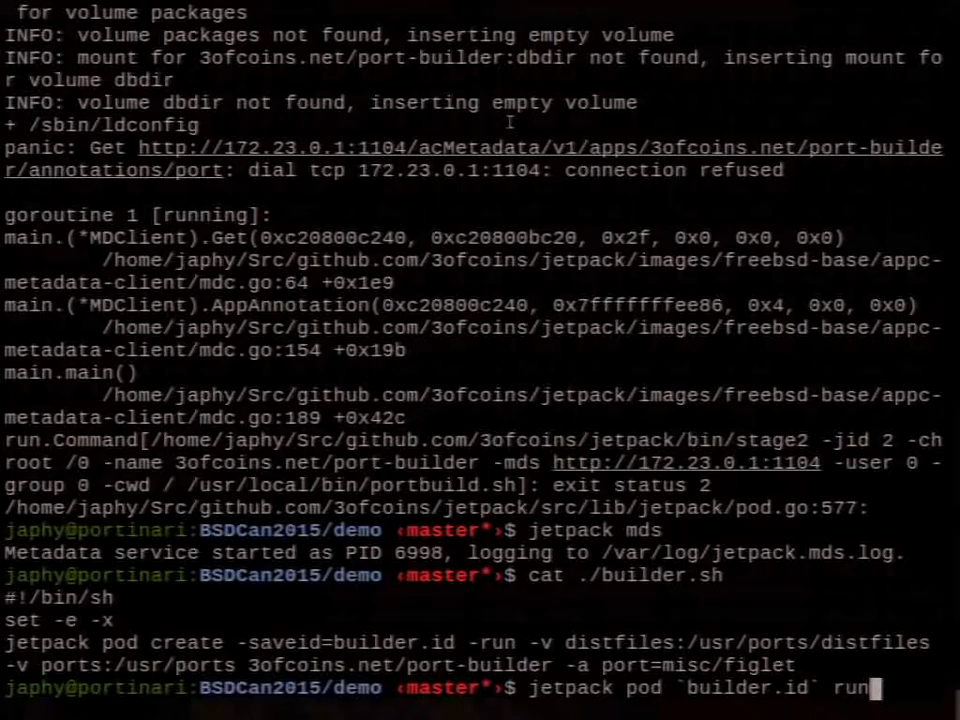 for volume packages
INFO: volume packages not found, inserting empty volume
INFO: mount for 3ofcoins.net/port-builder:dbdir not found, inserting mount fo
r volume dbdir
INFO: volume dbdir not found, inserting empty volume
+ /sbin/ldconfig
panic: Get http://172.23.0.1:1104/acMetadata/v1/apps/3ofcoins.net/port-builde
r/annotations/port: dial tcp 172.23.0.1:1104: connection refused
goroutine 1 [running]:
main.(*MDClient).Get(0xc20800c240, 0xc20800bc20, 0x2f, 0x0, 0x0, 0x0)
/home/japhy/Src/github.com/3ofcoins/jetpack/images/freebsd-base/appc-
metadata-client/mdc.go:64 +0x1e9
main.(*MDClient).AppAnnotation(0xc20800c240, 0x7fffffffee86, 0x4, 0x0, 0x0)
/home/japhy/Src/github.com/3ofcoins/jetpack/images/freebsd-base/appc-
metadata-client/mdc.go:154 +0x19b
main.main()
/home/japhy/Src/github.com/3ofcoins/jetpack/images/freebsd-base/appc-
metadata-client/mdc.go:189 +0x42c
run.Command[/home/japhy/Src/github.com/3ofcoins/jetpack/bin/stage2 -jid 2 -ch
root /0 -name 3ofcoins.net/port-builder -mds http://172.23.0.1:1104 -user 0 -
group 0 -cwd / /usr/local/bin/portbuild.sh]: exit status 2
/home/japhy/Src/github.com/3ofcoins/jetpack/src/lib/jetpack/pod.go:577:
japhy@portinari:BSDCan2015/demo ‹master*›$ jetpack mds
Metadata service started as PID 6998, logging to /var/log/jetpack.mds.log.
japhy@portinari:BSDCan2015/demo ‹master*›$ cat ./builder.sh
#!/bin/sh
set -e -x
jetpack pod create -saveid=builder.id -run -v distfiles:/usr/ports/distfiles
-v ports:/usr/ports 3ofcoins.net/port-builder -a port=misc/figlet
japhy@portinari:BSDCan2015/demo ‹master*›$ jetpack pod `builder.id` run